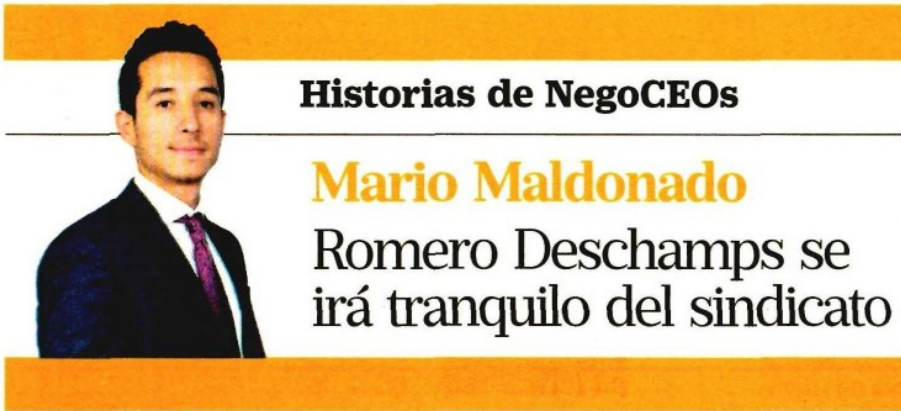 Historias de NegoCEOs
Mario Maldonado
Romero Deschamps se
irá tranquilo del sindicato